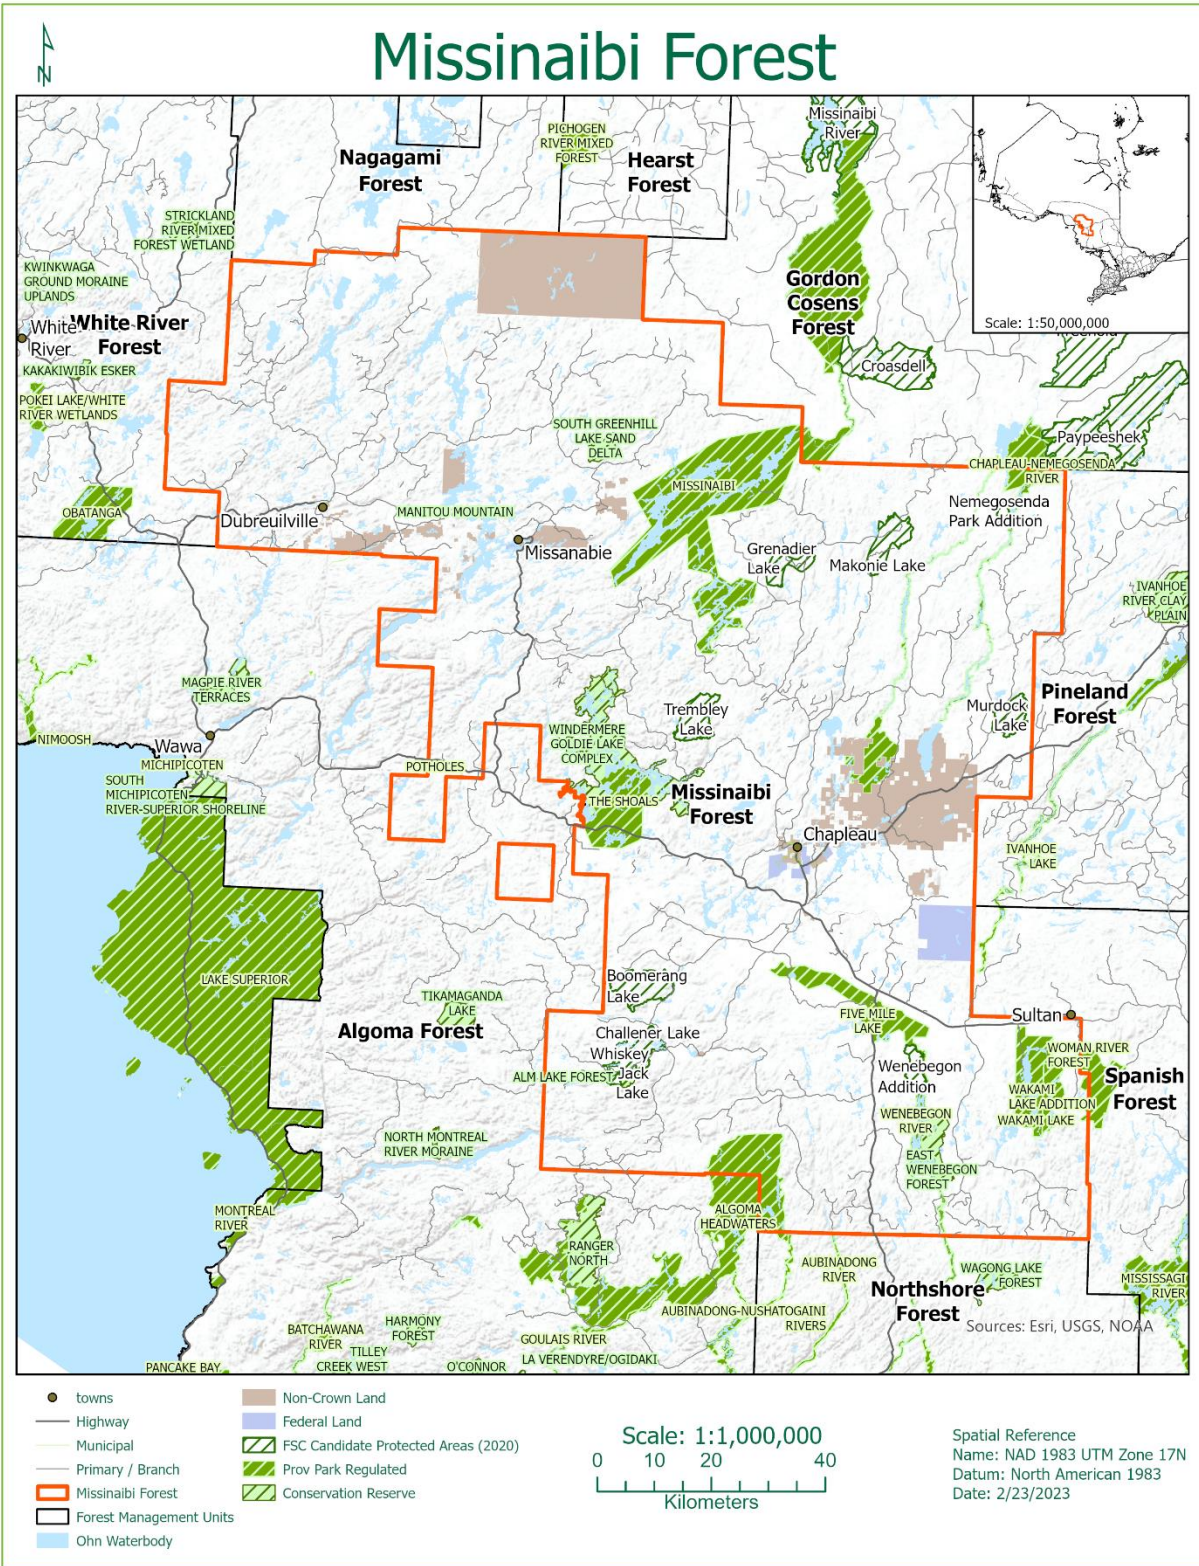 Missinaibi Forest
N
Missinaibi
River
PICHOGEN
RIVER MIXED
FOREST
Nagagami
Forest
Hearst
Forest
STRICKLAND
RIVER MIXED
FOREST WETLAND
KWINKWAGA
GROUND MORAINE
UPLANDS
Gordon
Cosens
Forest
Scale: 1:50,000,000
White
River
White River
Forest
KAKAKIWIBIK ESKER
Croasdell
POKEI LAKE/WHITE
RIVER WETLANDS
SOUTH GREENHILL
LAKE SAND
DELTA
Paypeeshek
CHAPLEAU-NEMEGOSENDA
RIVER
MISSINAIBI
Nemegosenda
Park Addition
OBATANGA
Dubreuilville
MANITOU MOUNTAIN
Missanabie
Grenadier
Lake
Makonie Lake
IVANHOE
RIVER CLAY
PLAIN
MAGPIE RIVER
TERRACES
Pineland
Forest
Trembley
Lake
Murdock
Lake
NIMOOSH
Wawa
WINDERMERE
GOLDIE LAKE
COMPLEX
MICHIPICOTEN
POTHOLES
SOUTH
MICHIPICOTEN
RIVER-SUPERIOR SHORELINE
THE SHOALS
Missinaibi
Forest
Chapleau
IVANHOE
LAKE
LAKE SUPERIOR
Boomerang
Lake
TIKAMAGANDA
LAKE
Algoma Forest
FIVE MILE
LAKE
Sultan
Challener Lake
Whiskey
Jack
Lake
ALM LAKE FOREST
WOMAN RIVER
FOREST
Wenebegon
Addition
Spanish
Forest
WAKAMI
LAKE ADDITION
WAKAMI LAKE
WENEBEGON
RIVER
NORTH MONTREAL
RIVER MORAINE
EAST
WENEBEGON
FOREST
MONTREAL
RIVER
ALGOMA
HEADWATERS
RANGER
NORTH
AUBINADONG
RIVER
WAGONG LAKE
FOREST
MISSISSAGI
RIVER
Northshore
Forest
AUBINADONG-NUSHATOGAINI
RIVERS
HARMONY
FOREST
BATCHAWANA
RIVER
TILLEY
CREEK WEST
GOULAIS RIVER
Sources: Esri, USGS, NOAA
LA VERENDRYE/OGIDAKI
PANCAKE BAY
O'CONNOR
towns
Highway
Municipal
Primary / Branch
Missinaibi Forest
Forest Management Units
Ohn Waterbody
Non-Crown Land
Federal Land
FSC Candidate Protected Areas (2020)
Prov Park Regulated
Conservation Reserve
Scale: 1:1,000,000
0 10 20 40
Kilometers
Spatial Reference
Name: NAD 1983 UTM Zone 17N
Datum: North American 1983
Date: 2/23/2023